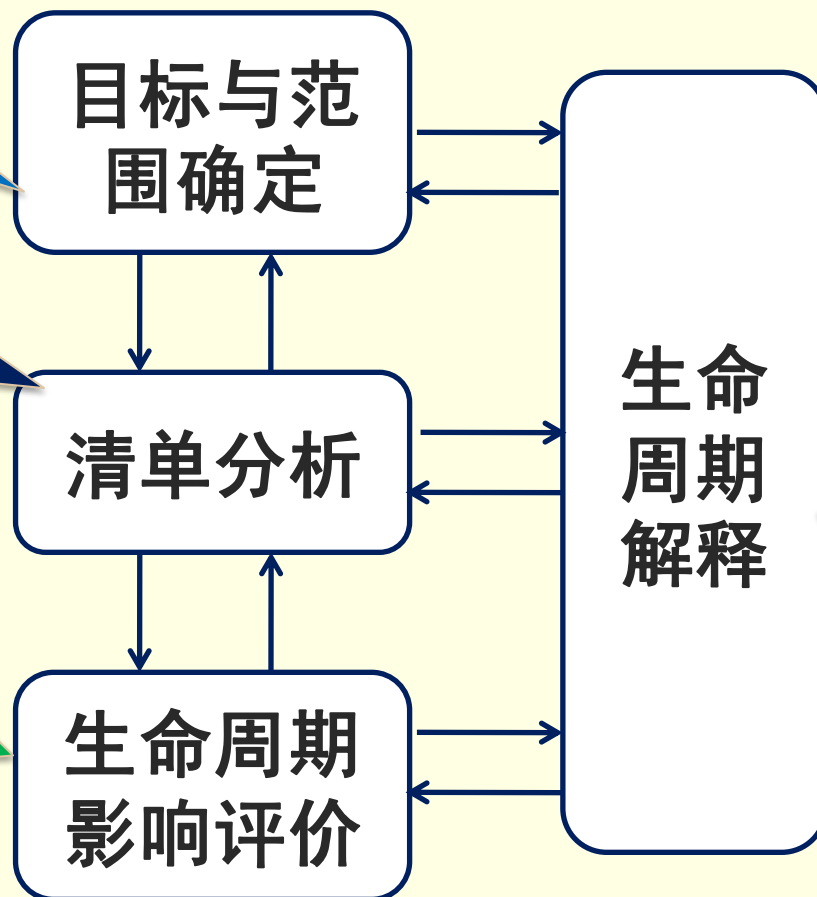 目标与范
围确定
清单分析
生命周期
影响评价
生命
周期
解释